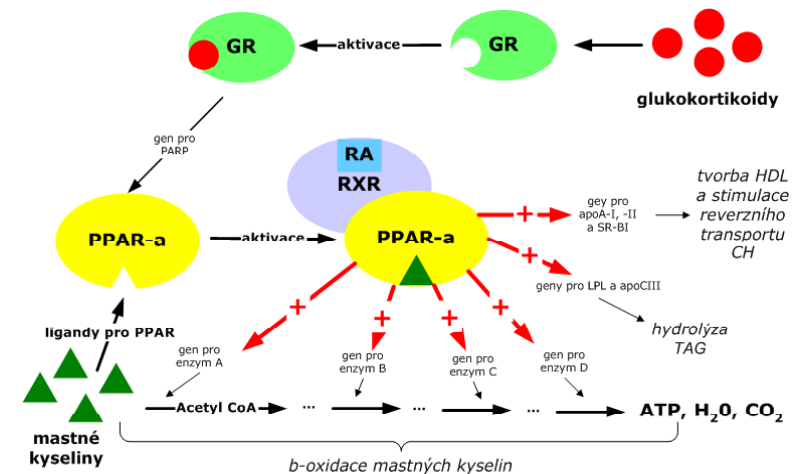 GR
aktivace
GR
glukokortikoidy
gen pro
PARP
RA
RXR
PPAR-a
aktivace
PPAR-a
+
gey pro
apoA-I, -II
a SR-BI
tvorba HDL
a stimulace
reverzního
transportu
CH
+
geny pro LPL a apoCIII
hydrolýza
TAG
ligandy pro PPAR
+
+
+
+
gen pro
enzym A
gen pro
enzym B
gen pro
enzym C
gen pro
enzym D
mastné
kyseliny
Acetyl CoA
...
...
...
ATP, H₂0, CO₂
b-oxidace mastných kyselin